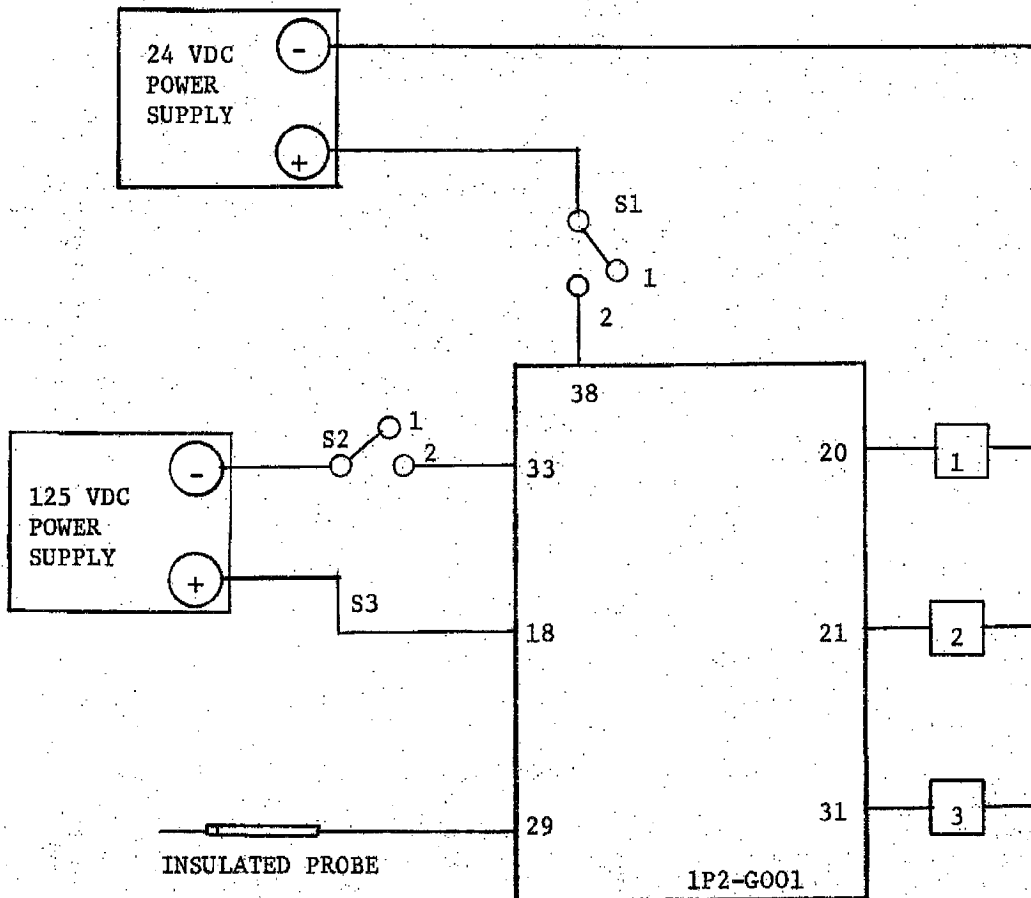 24 VDC
POWER
SUPPLY
-
+
S1
1
2
38
125 VDC
POWER
SUPPLY
-
+
S2
1
2
33
S3
18
20
1
21
2
31
3
29
INSULATED PROBE
1P2-G001